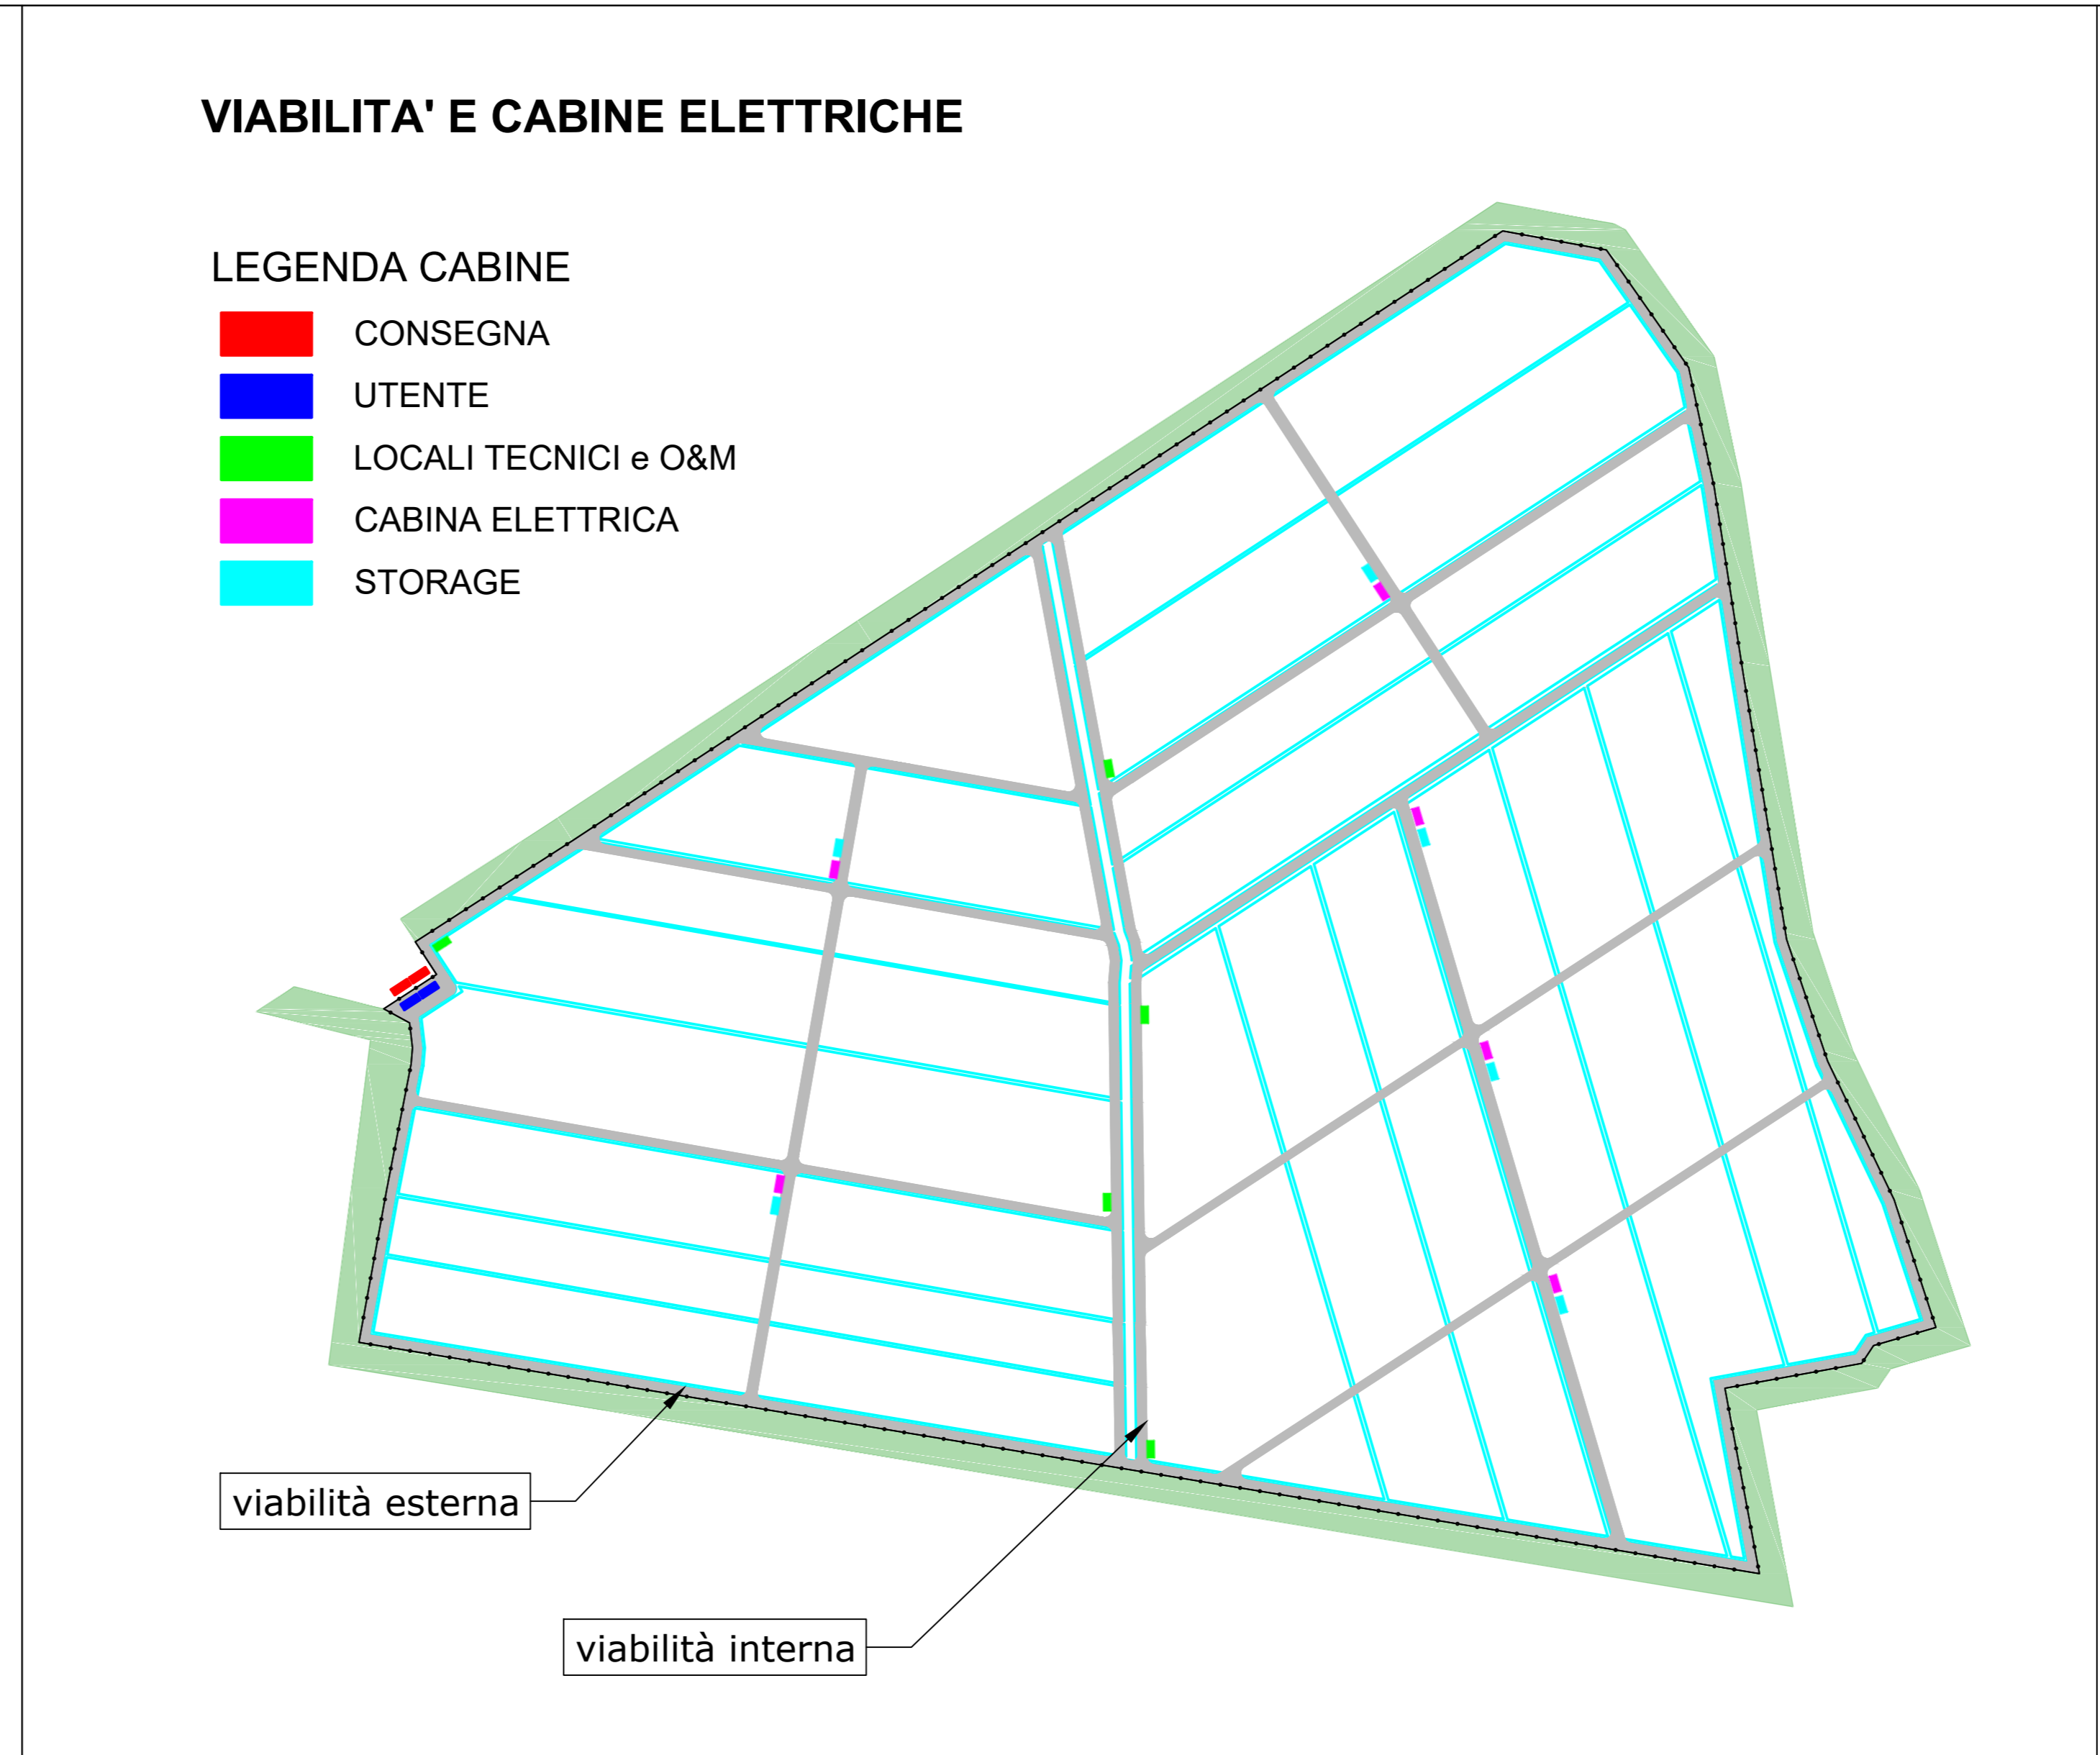 VIABILITA' E CABINE ELETTRICHE
LEGENDA CABINE
CONSEGNA
UTENTE
LOCALI TECNICI e O&M
CABINA ELETTRICA
STORAGE
viabilità esterna
viabilità interna